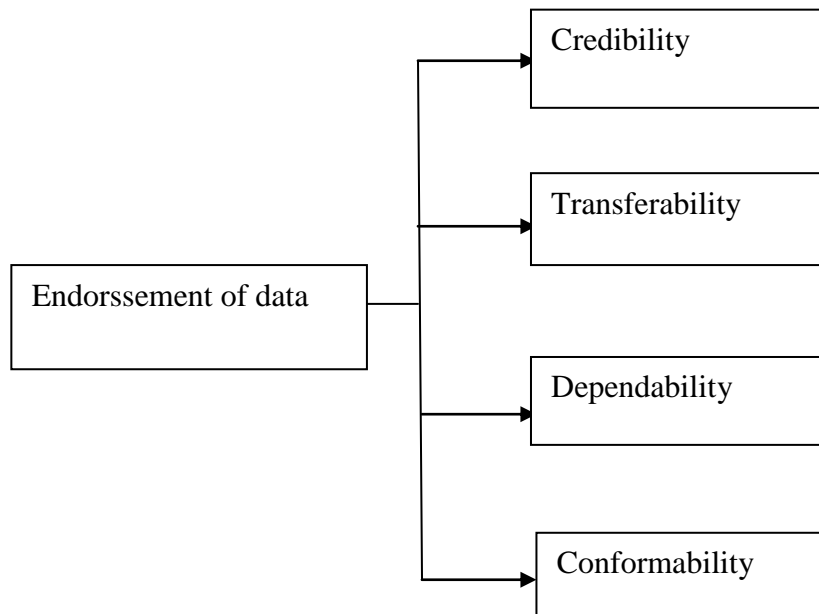 Credibility
Transferability
Endorssement of data
Dependability
Conformability